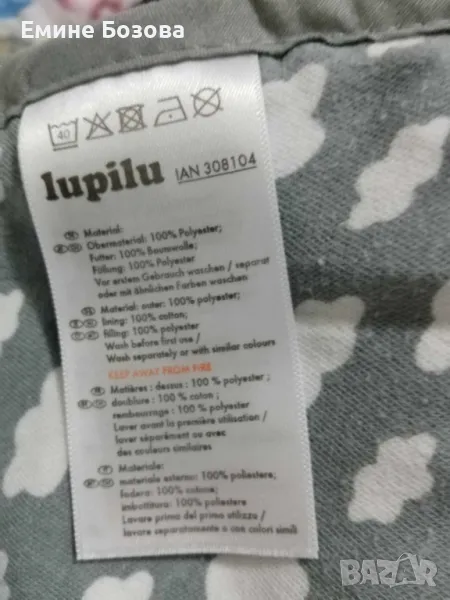 Емине Бозова
40
lupilu IAN 308104
Material:
Obermaterial: 100% Polyester;
Futter: 100% Baumwolle;
Füllung: 100% Polyester
Vor erstem Gebrauch waschen / separat
oder mit ähnlichen Farben waschen
Material: outer: 100% polyester;
lining: 100% cotton;
filling: 100% polyester
Wash before first use /
Wash separately or with similar colours
KEEP AWAY FROM FIRE
Matières : dessus : 100 % polyester ;
doublure : 100 % coton ;
rembourrage : 100 % polyester
Laver avant la première utilisation /
laver séparément ou avec
des couleurs similaires
Materiale:
materiale esterno: 100% poliestere;
fodera: 100% cotone;
imbottitura: 100% poliestere
Lavare prima del primo utilizzo /
lavare separatamente o con colori simili
BAZAR